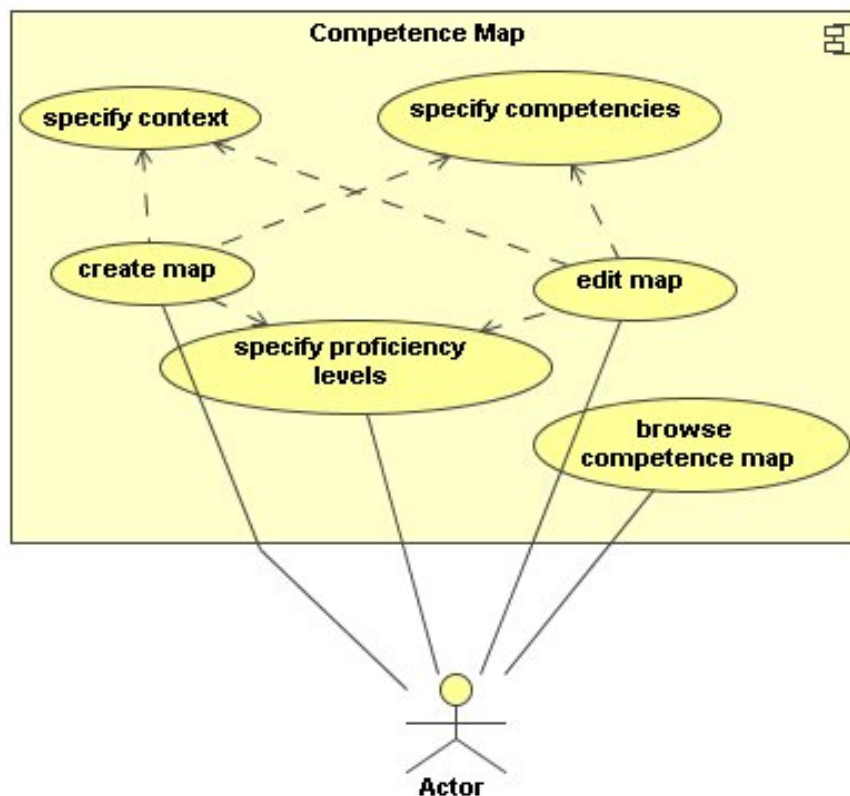 Competence Map
specify context
specify competencies
create map
edit map
specify proficiency
levels
browse
competence map
Actor